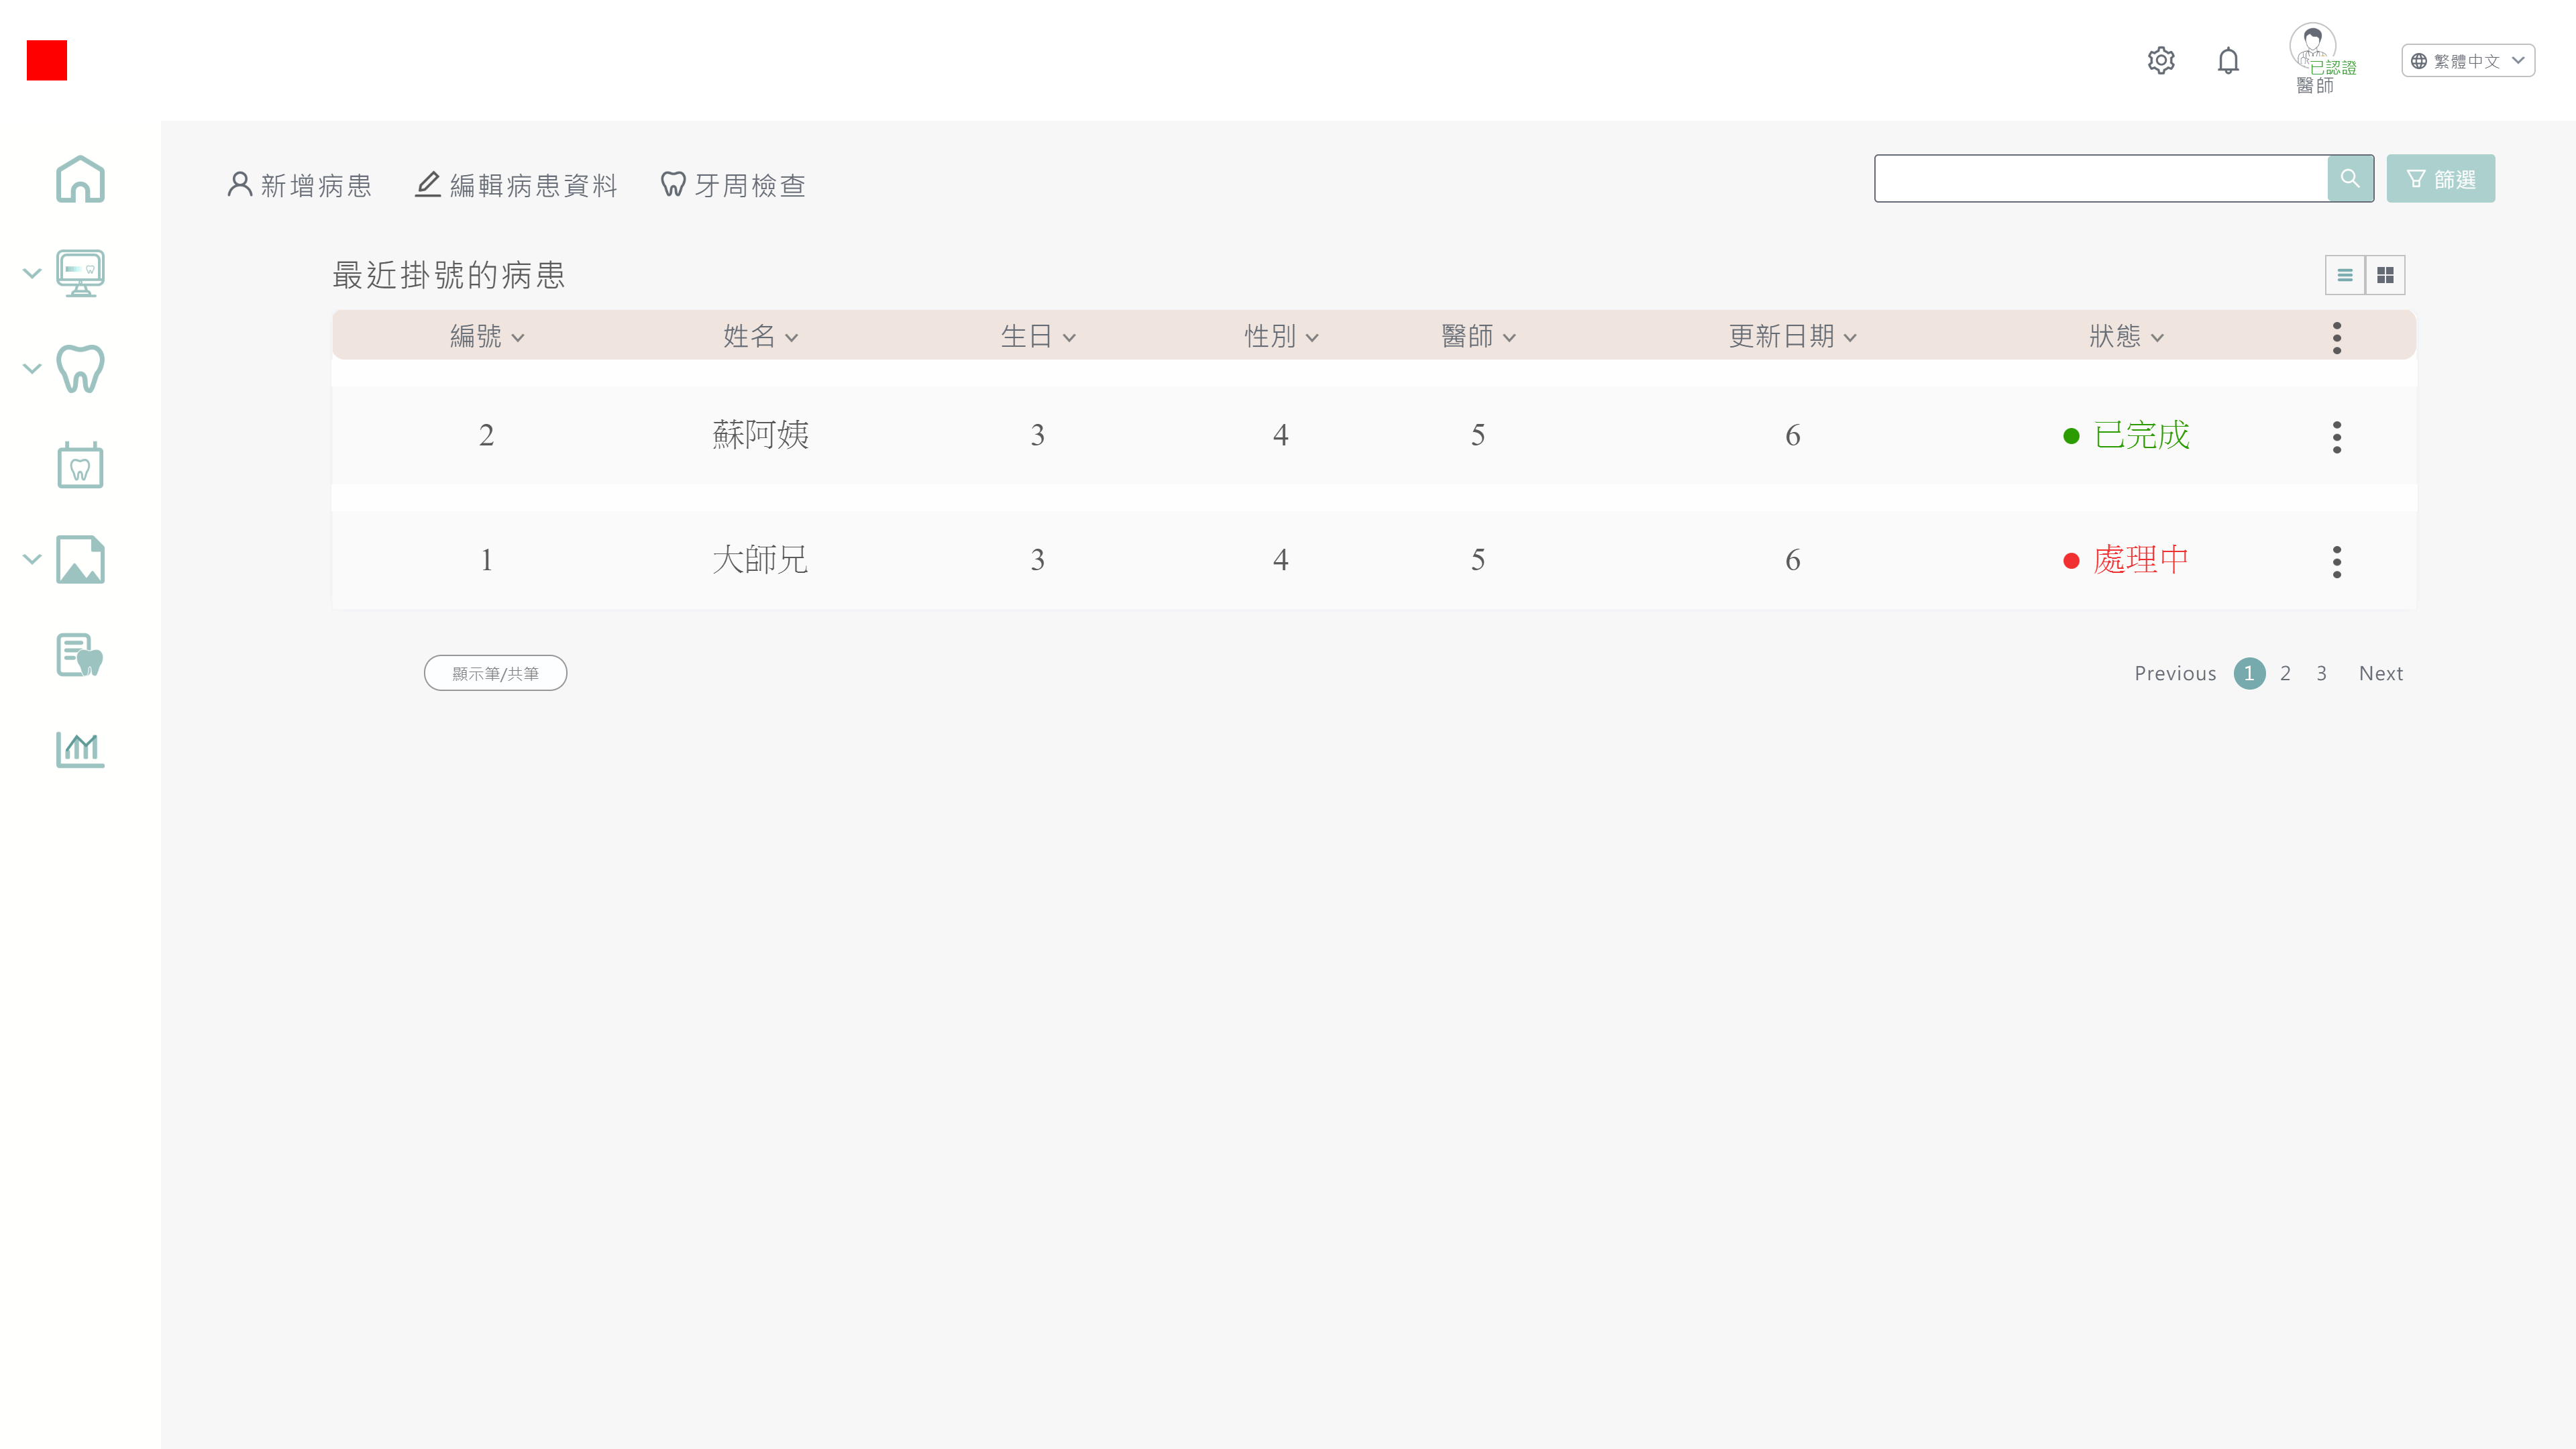 已認證
醫師
繁體中文
新增病患 編輯病患資料 牙周檢查
篩選
最近掛號的病患
編號 姓名 生日 性別 醫師 更新日期 狀態
2 蘇阿姨 3 4 5 6 已完成
1 大師兄 3 4 5 6 處理中
顯示筆/共筆
Previous 1 2 3 Next